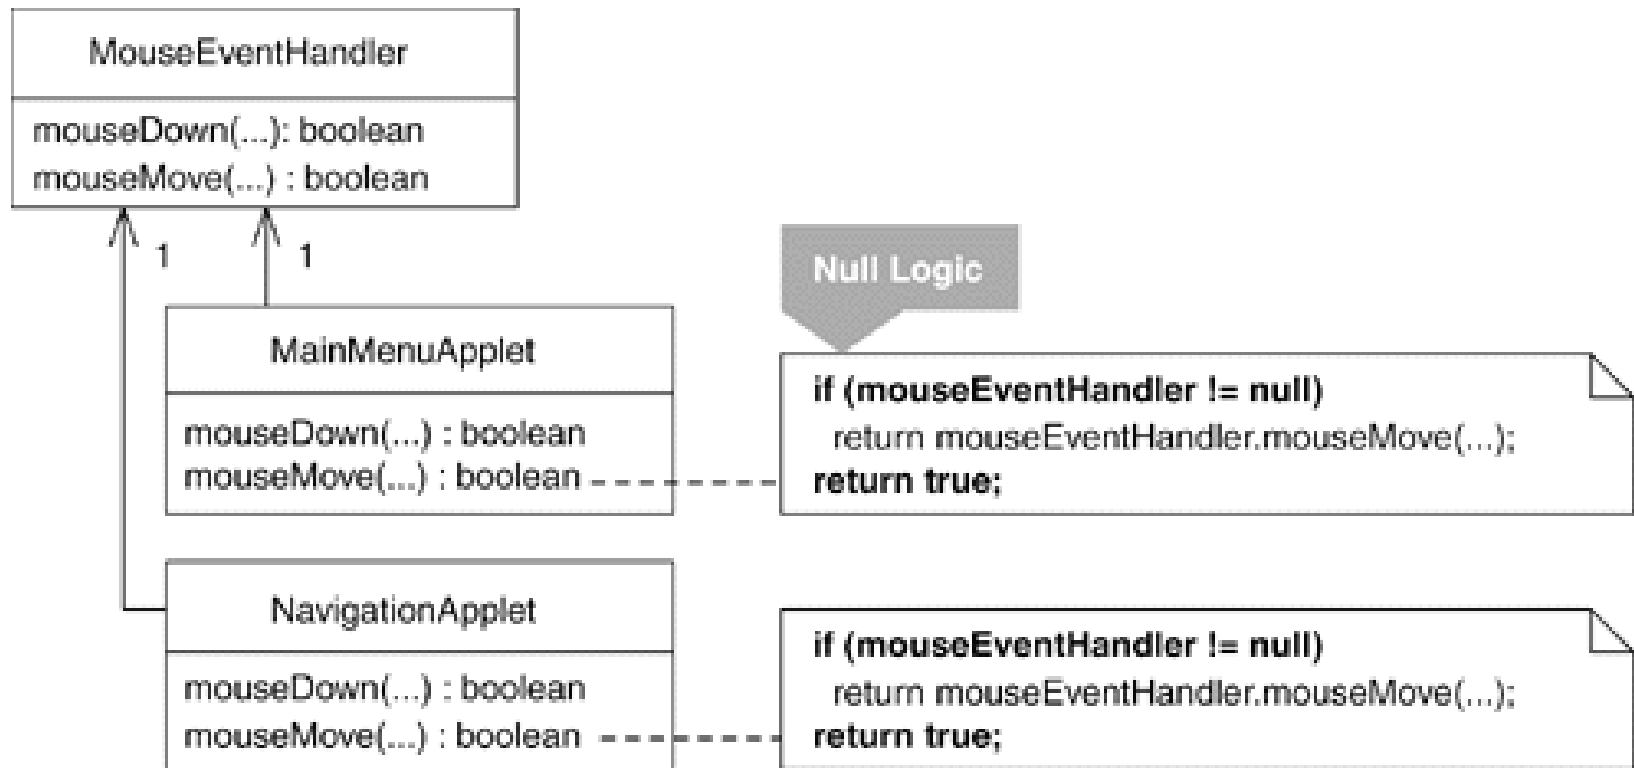 MouseEventHandler
mouseDown(...): boolean
mouseMove(...) : boolean
1
1
Null Logic
MainMenuApplet
mouseDown(...) : boolean
mouseMove(...) : boolean
if (mouseEventHandler != null)
return mouseEventHandler.mouseMove(...);
return true;
NavigationApplet
mouseDown(...) : boolean
mouseMove(...) : boolean
if (mouseEventHandler != null)
return mouseEventHandler.mouseMove(...);
return true;